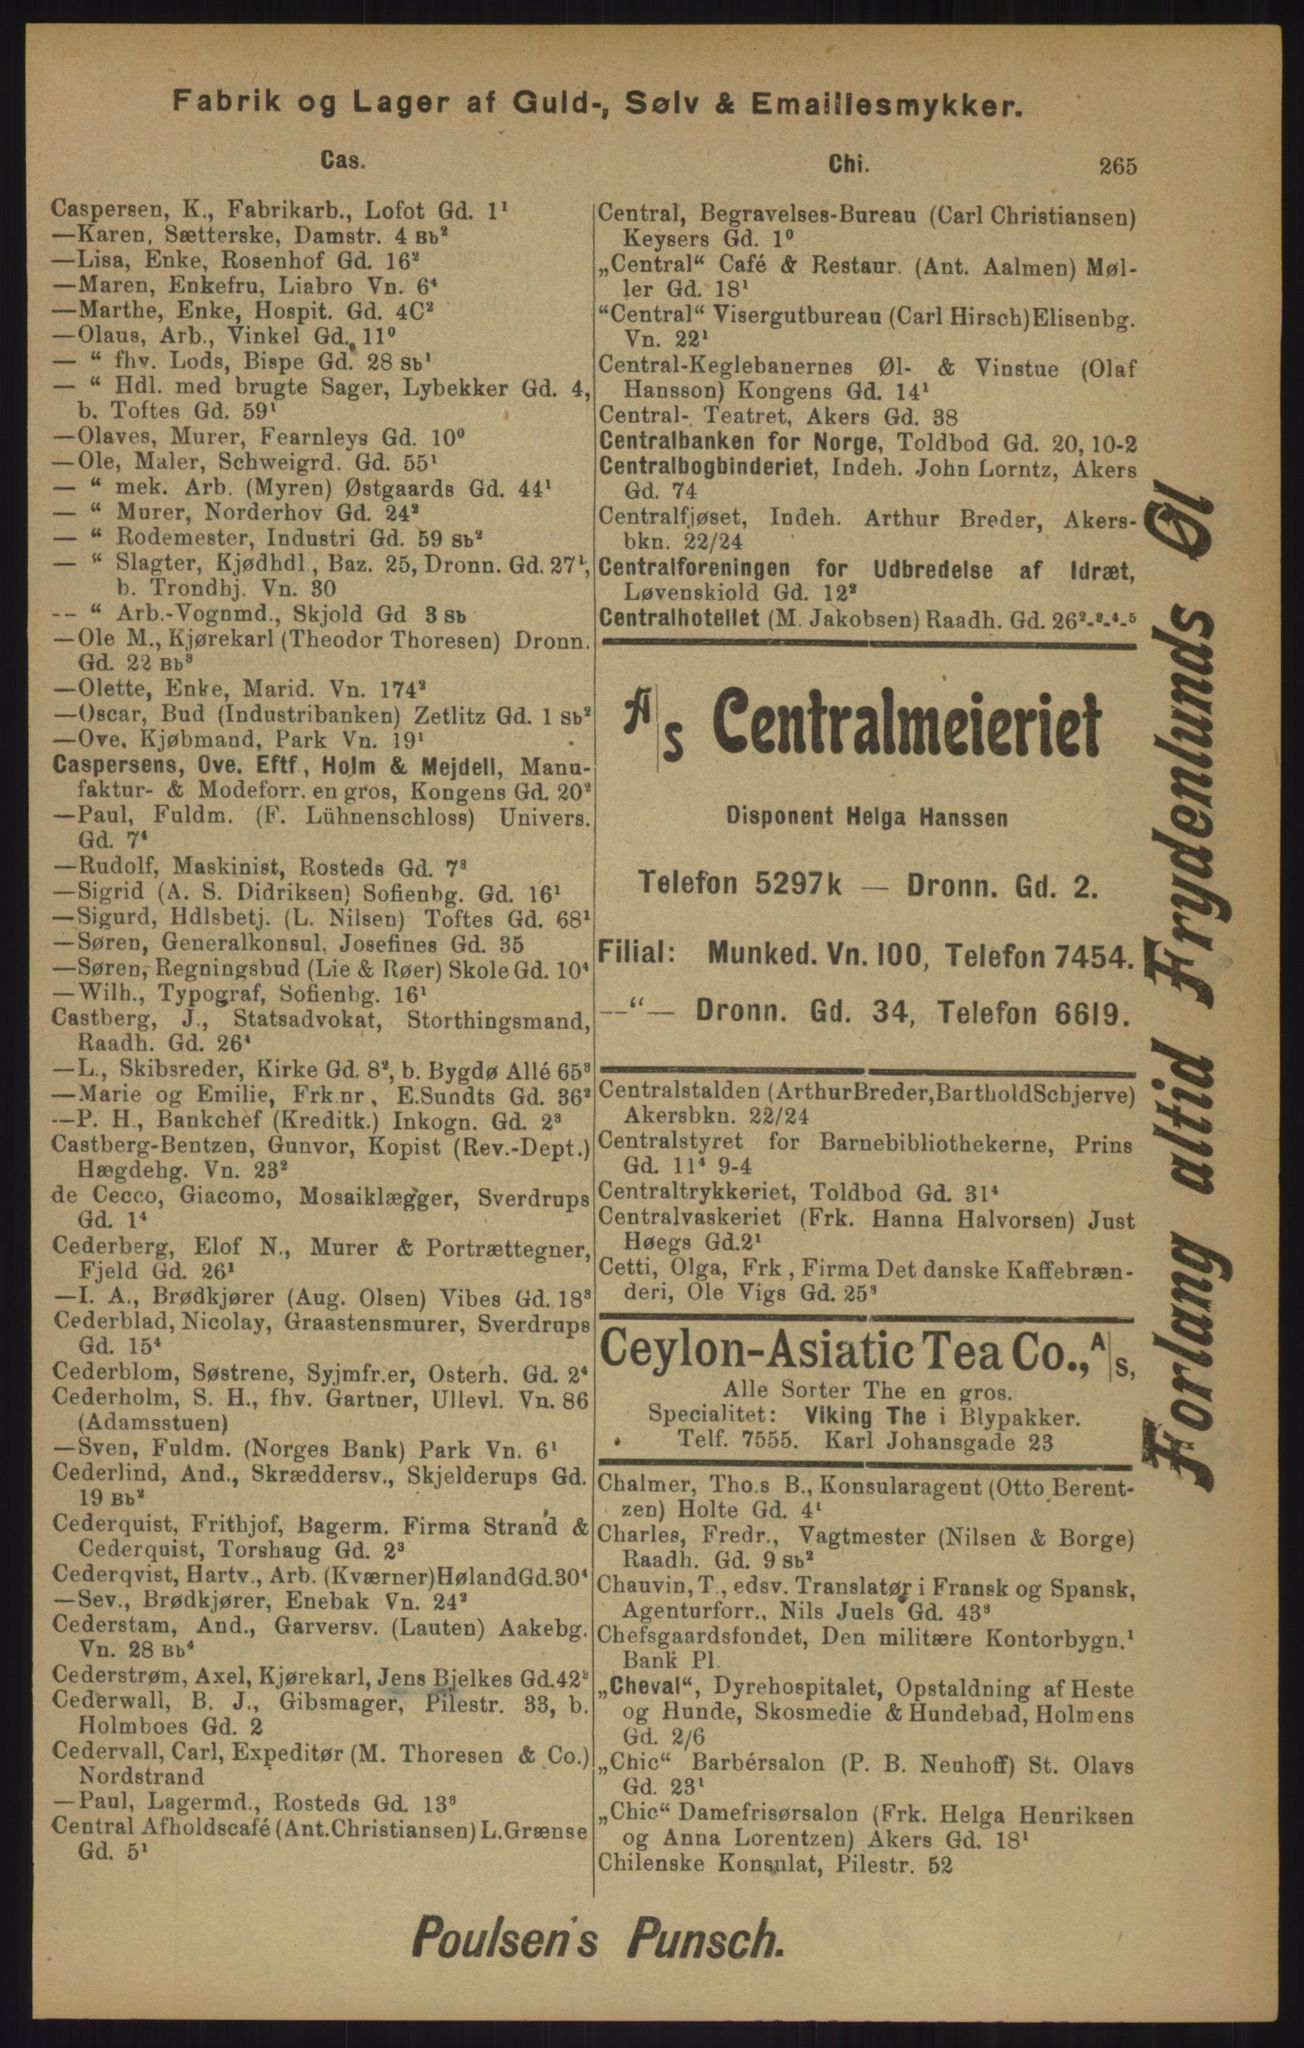 Fabrik og Lager af Guld-, Sølv & Emaillesmykker.
Cas.
Chi.
265
Caspersen, K., Fabrikarb., Lofot Gd. 1¹
—Karen, Sætterske, Damstr. 4 Bb²
—Lisa, Enke, Rosenhof Gd. 16²
—Maren, Enkefru, Liabro Vn. 6⁴
—Marthe, Enke, Hospit. Gd. 4C²
—Olaus, Arb., Vinkel Gd. 11⁰
— “ fhv. Lods, Bispe Gd. 28 Sb¹
— “ Hdl. med brugte Sager, Lybekker Gd. 4,
b. Toftes Gd. 59¹
—Olaves, Murer, Fearnleys Gd. 10⁰
—Ole, Maler, Schweigrd. Gd. 55¹
— “ mek. Arb. (Myren) Østgaards Gd. 44¹
— “ Murer, Norderhov Gd. 24²
— “ Rodemester, Industri Gd. 59 Sb²
— “ Slagter, Kjødhdl., Baz. 25, Dronn. Gd. 27¹,
b. Trondhj. Vn. 30
-- “ Arb.-Vognmd., Skjold Gd 3 Sb
—Ole M., Kjørekarl (Theodor Thoresen) Dronn.
Gd. 22 Bb³
—Olette, Enke, Marid. Vn. 174²
—Oscar, Bud (Industribanken) Zetlitz Gd. 1 Sb²
—Ove, Kjøbmand, Park Vn. 19¹
Caspersens, Ove. Eftf., Holm & Mejdell, Manu-
faktur- & Modeforr. en gros, Kongens Gd. 20²
—Paul, Fuldm. (F. Lühnenschloss) Univers.
Gd. 7⁴
—Rudolf, Maskinist, Rosteds Gd. 7³
—Sigrid (A. S. Didriksen) Sofienbg. Gd. 16¹
—Sigurd, Hdlsbetj. (L. Nilsen) Toftes Gd. 68¹
—Søren, Generalkonsul, Josefines Gd. 35
—Søren, Regningsbud (Lie & Røer) Skole Gd. 10⁴
—Wilh., Typograf, Sofienbg. 16¹
Castberg, J., Statsadvokat, Storthingsmand,
Raadh. Gd. 26⁴
—L., Skibsreder, Kirke Gd. 8², b. Bygdø Allé 65³
—Marie og Emilie, Frk.nr, E.Sundts Gd. 36²
--P. H., Bankchef (Kreditk.) Inkogn. Gd. 2³
Castberg-Bentzen, Gunvor, Kopist (Rev.-Dept.)
Hægdehg. Vn. 23²
de Cecco, Giacomo, Mosaiklægger, Sverdrups
Gd. 1⁴
Cederberg, Elof N., Murer & Portrættegner,
Fjeld Gd. 26¹
—I. A., Brødkjører (Aug. Olsen) Vibes Gd. 18³
Cederblad, Nicolay, Graastensmurer, Sverdrups
Gd. 15⁴
Cederblom, Søstrene, Syjmfr.er, Osterh. Gd. 2⁴
Cederholm, S. H., fhv. Gartner, Ullevl. Vn. 86
(Adamsstuen)
—Sven, Fuldm. (Norges Bank) Park Vn. 6¹
Cederlind, And., Skræddersv., Skjelderups Gd.
19 Bb²
Cederquist, Frithjof, Bagerm. Firma Strand &
Cederquist, Torshaug Gd. 2³
Cederqvist, Hartv., Arb. (Kværner)HølandGd.30⁴
—Sev., Brødkjører, Enebak Vn. 24²
Cederstam, And., Garversv. (Lauten) Aakebg.
Vn. 28 Bb⁴
Cederstrøm, Axel, Kjørekarl, Jens Bjelkes Gd.42³
Cederwall, B. J., Gibsmager, Pilestr. 33, b.
Holmboes Gd. 2
Cedervall, Carl, Expeditør (M. Thoresen & Co.)
Nordstrand
—Paul, Lagermd., Rosteds Gd. 13³
Central Afholdscafé (Ant.Christiansen) L.Grænse
Gd. 5¹
Central, Begravelses-Bureau (Carl Christiansen)
Keysers Gd. 1⁰
„Central“ Café & Restaur. (Ant. Aalmen) Møl-
ler Gd. 18¹
“Central“ Visergutbureau (Carl Hirsch)Elisenbg.
Vn. 22¹
Central-Keglebanernes Øl- & Vinstue (Olaf
Hansson) Kongens Gd. 14¹
Central- Teatret, Akers Gd. 38
Centralbanken for Norge, Toldbod Gd. 20, 10-2
Centralbogbinderiet, Indeh. John Lorntz, Akers
Gd. 74
Centralfjøset, Indeh. Arthur Breder, Akers-
bkn. 22/24
Centralforeningen for Udbredelse af Idræt,
Løvenskiold Gd. 12²
Centralhotellet (M. Jakobsen) Raadh. Gd. 26²-³-⁴-⁵
A/S Centralmeieriet
Disponent Helga Hanssen
Telefon 5297k — Dronn. Gd. 2.
Filial: Munked. Vn. 100, Telefon 7454.
—“— Dronn. Gd. 34, Telefon 6619.
Centralstalden (ArthurBreder,BartholdSchjerve)
Akersbkn. 22/24
Centralstyret for Barnebibliothekerne, Prins
Gd. 11⁴ 9-4
Centraltrykkeriet, Toldbod Gd. 31⁴
Centralvaskeriet (Frk. Hanna Halvorsen) Just
Høegs Gd.2¹
Cetti, Olga, Frk, Firma Det danske Kaffebræn-
deri, Ole Vigs Gd. 25³
Ceylon-Asiatic Tea Co., A/S,
Alle Sorter The en gros.
Specialitet: Viking The i Blypakker.
Telf. 7555. Karl Johansgade 23
Chalmer, Tho.s B., Konsularagent (Otto Berent-
zen) Holte Gd. 4¹
Charles, Fredr., Vagtmester (Nilsen & Borge)
Raadh. Gd. 9 Sb²
Chauvin, T., edsv. Translatør i Fransk og Spansk,
Agenturforr., Nils Juels Gd. 43³
Chefsgaardsfondet, Den militære Kontorbygn.¹
Bank Pl.
„Cheval“, Dyrehospitalet, Opstaldning af Heste
og Hunde, Skosmedie & Hundebad, Holmens
Gd. 2/6
„Chic“ Barbérsalon (P. B. Neuhoff) St. Olavs
Gd. 23¹
„Chic“ Damefrisørsalon (Frk. Helga Henriksen
og Anna Lorentzen) Akers Gd. 18¹
Chilenske Konsulat, Pilestr. 52
Forlang altid Frydenlunds Øl
Poulsen's Punsch.